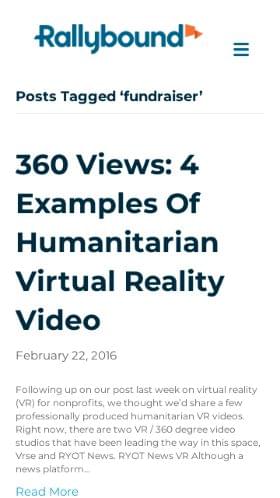 Rallybound
Posts Tagged ‘fundraiser’
360 Views: 4
Examples Of
Humanitarian
Virtual Reality
Video
February 22, 2016
Following up on our post last week on virtual reality
(VR) for nonprofits, we thought we’d share a few
professionally produced humanitarian VR videos.
Right now, there are two VR / 360 degree video
studios that have been leading the way in this space,
Vrse and RYOT News. RYOT News VR Although a
news platform…
Read More